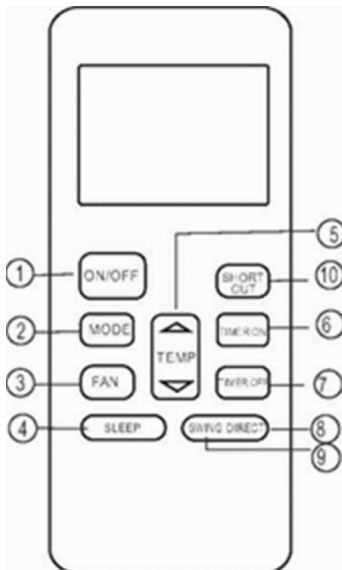 5
1
ON/OFF
SHORT
CUT
10
2
MODE
TEMP
TIMER ON
6
3
FAN
TIMER OFF
7
4
SLEEP
SWING DIRECT
8
9